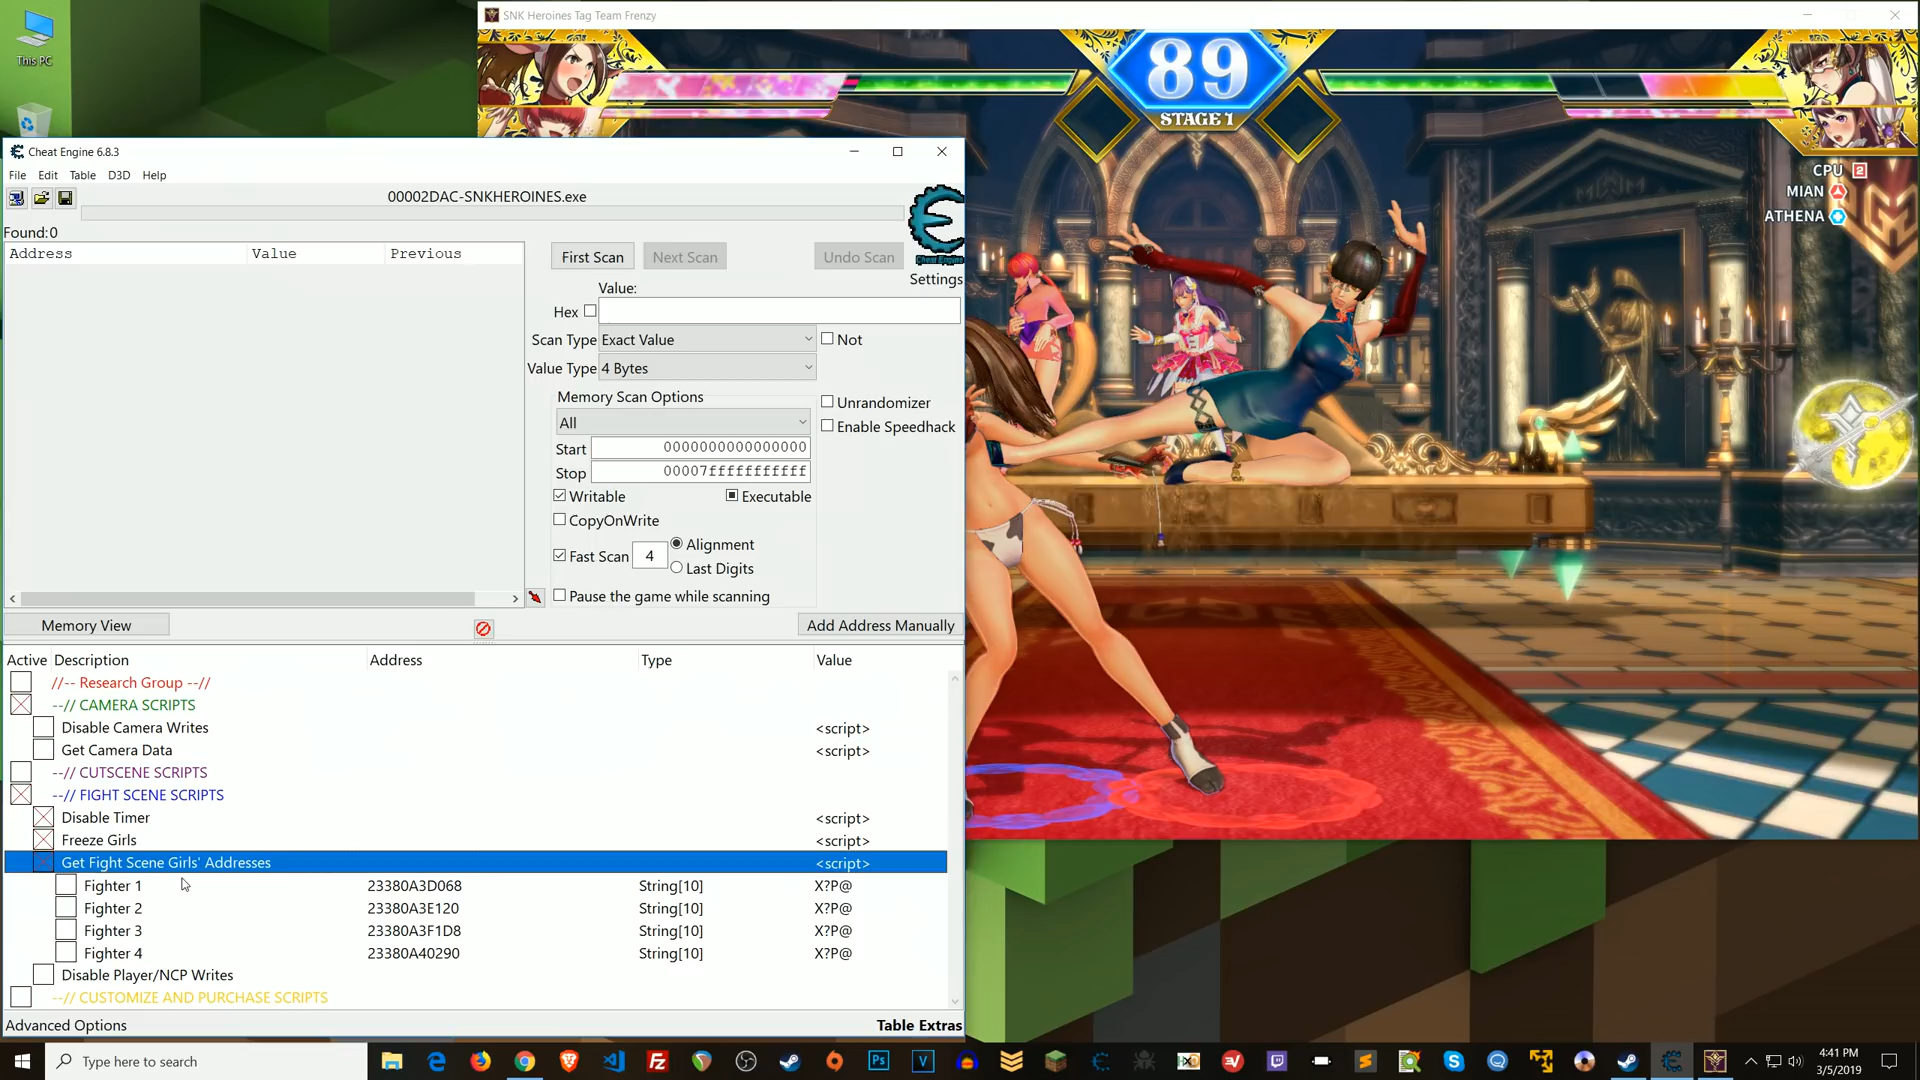 This PC
SNK Heroines Tag Team Frenzy
89
STAGE 1
CPU 2
MIAN
ATHENA
Cheat Engine 6.8.3
File Edit Table D3D Help
00002DAC-SNKHEROINES.exe
Found:0
Address Value Previous
First Scan Next Scan Undo Scan
Cheat Engine
Settings
Value:
Hex
Scan Type Exact Value Not
Value Type 4 Bytes
Memory Scan Options
All
Unrandomizer
Enable Speedhack
Start 0000000000000000
Stop 00007fffffffffff
Writable Executable
CopyOnWrite
Fast Scan 4 Alignment
Last Digits
Pause the game while scanning
Memory View Add Address Manually
Active Description Address Type Value
//-- Research Group --//
--// CAMERA SCRIPTS
Disable Camera Writes <script>
Get Camera Data <script>
--// CUTSCENE SCRIPTS
--// FIGHT SCENE SCRIPTS
Disable Timer <script>
Freeze Girls <script>
Get Fight Scene Girls' Addresses <script>
Fighter 1 23380A3D068 String[10] X?P@
Fighter 2 23380A3E120 String[10] X?P@
Fighter 3 23380A3F1D8 String[10] X?P@
Fighter 4 23380A40290 String[10] X?P@
Disable Player/NCP Writes
--// CUSTOMIZE AND PURCHASE SCRIPTS
Advanced Options Table Extras
Type here to search
4:41 PM
3/5/2019